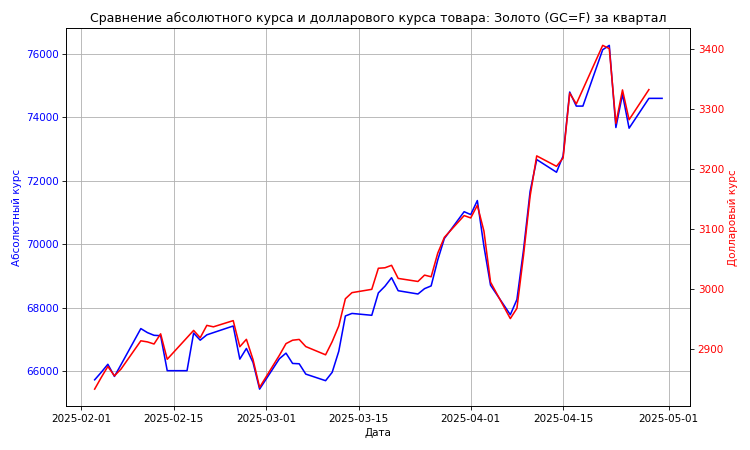 Сравнение абсолютного курса и долларового курса товара: Золото (GC=F) за квартал
Абсолютный курс
76000
74000
72000
70000
68000
66000
3400
3300
3200
3100
3000
2900
Долларовый курс
2025-02-01 2025-02-15 2025-03-01 2025-03-15 2025-04-01 2025-04-15 2025-05-01
Дата